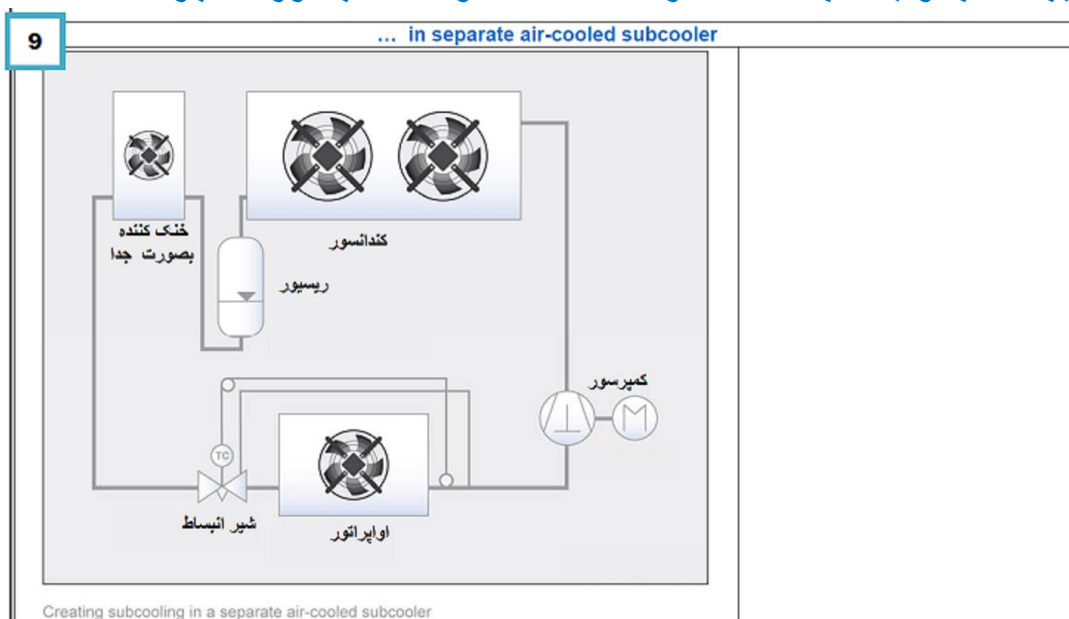 9
... in separate air-cooled subcooler
خنک کننده
بصورت جدا
کندانسور
ریسیور
کمپرسور
M
TC
شیر انبساط
اواپراتور
Creating subcooling in a separate air-cooled subcooler